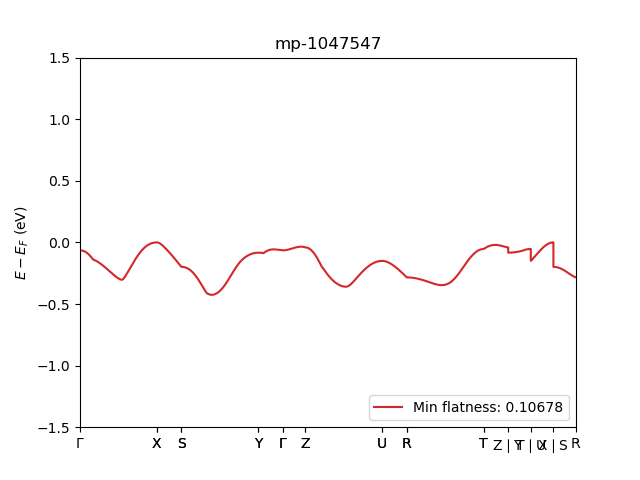 mp-1047547
E − E_F (eV)
1.5
1.0
0.5
0.0
−0.5
−1.0
−1.5
Min flatness: 0.10678
Γ X S Y Γ Z U R T Z | Y T | U X | S R